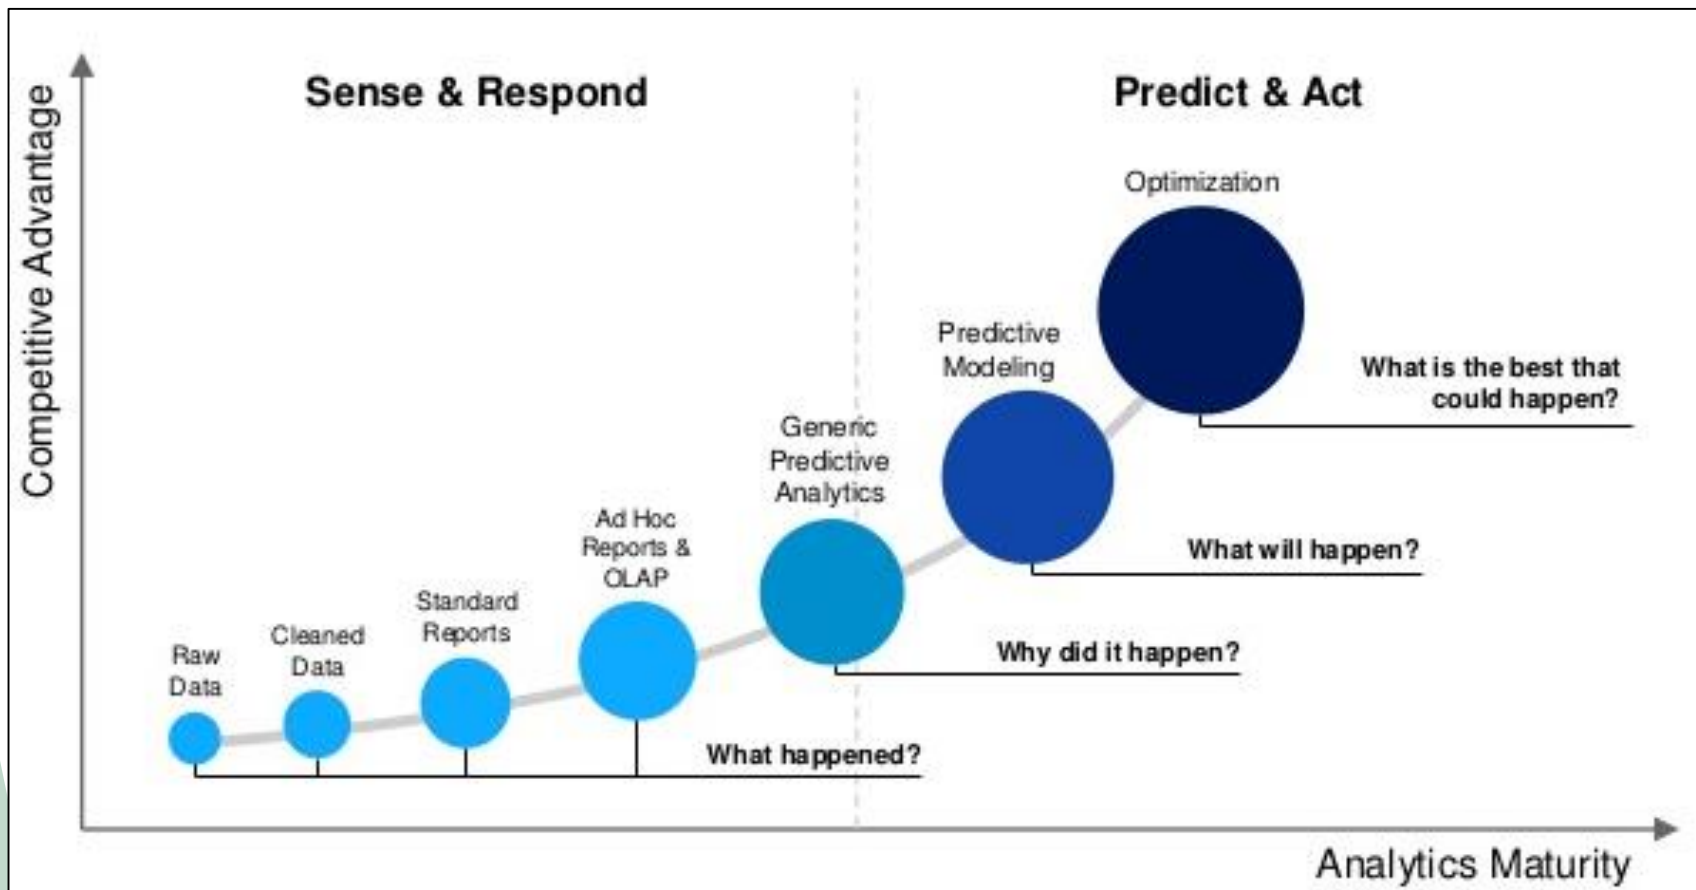 Competitive Advantage
Sense & Respond
Predict & Act
Raw
Data
Cleaned
Data
Standard
Reports
Ad Hoc
Reports &
OLAP
Generic
Predictive
Analytics
Predictive
Modeling
Optimization
What happened?
Why did it happen?
What will happen?
What is the best that
could happen?
Analytics Maturity